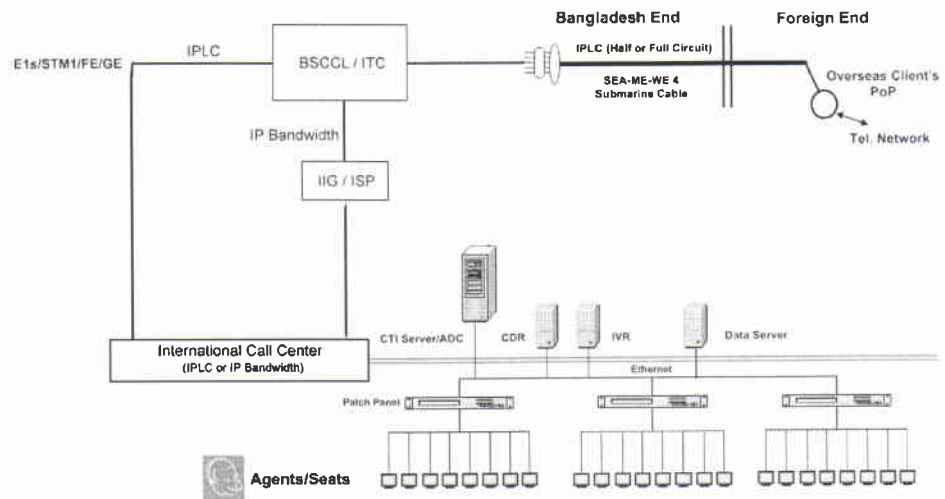 Bangladesh End
Foreign End
IPLC
IPLC (Half or Full Circuit)
E1s/STM1/FE/GE
BSCCL / ITC
SEA-ME-WE 4
Submarine Cable
Overseas Client's
PoP
IP Bandwidth
Tel. Network
IIG / ISP
CTI Server/ADC
CDR
IVR
Data Server
International Call Center
(IPLC or IP Bandwidth)
Ethernet
Patch Panel
Agents/Seats